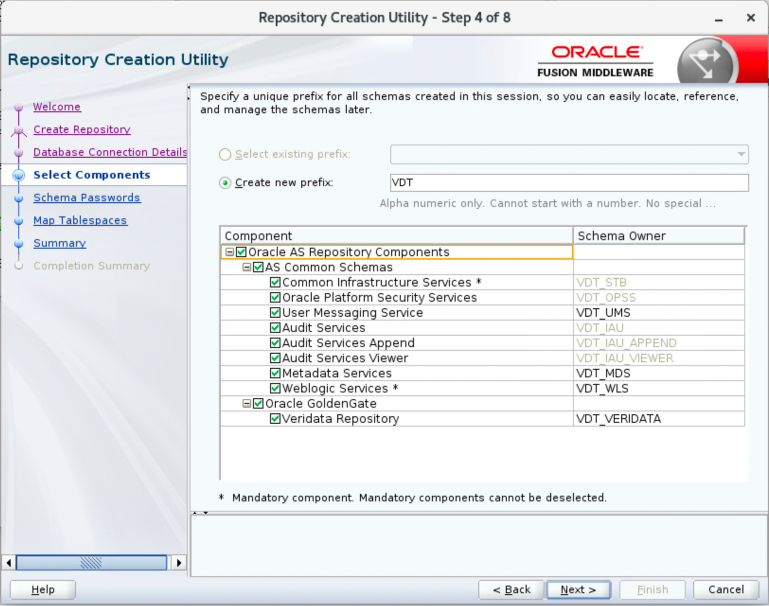 Repository Creation Utility - Step 4 of 8
Repository Creation Utility
ORACLE
FUSION MIDDLEWARE
Welcome
Create Repository
Database Connection Details
Select Components
Schema Passwords
Map Tablespaces
Summary
Completion Summary
Specify a unique prefix for all schemas created in this session, so you can easily locate, reference,
and manage the schemas later.
Select existing prefix:
Create new prefix: VDT
Alpha numeric only. Cannot start with a number. No special ...
Component Schema Owner
Oracle AS Repository Components
AS Common Schemas
Common Infrastructure Services * VDT_STB
Oracle Platform Security Services VDT_OPSS
User Messaging Service VDT_UMS
Audit Services VDT_IAU
Audit Services Append VDT_IAU_APPEND
Audit Services Viewer VDT_IAU_VIEWER
Metadata Services VDT_MDS
Weblogic Services * VDT_WLS
Oracle GoldenGate
Veridata Repository VDT_VERIDATA
* Mandatory component. Mandatory components cannot be deselected.
Help < Back Next > Finish Cancel